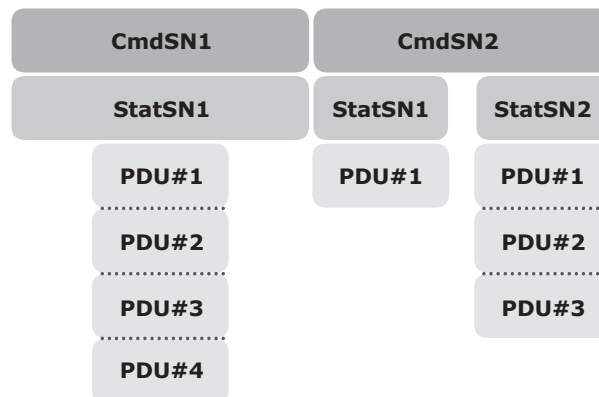 CmdSN1 CmdSN2
StatSN1 StatSN1 StatSN2
PDU#1 PDU#1 PDU#1
PDU#2 PDU#2
PDU#3 PDU#3
PDU#4